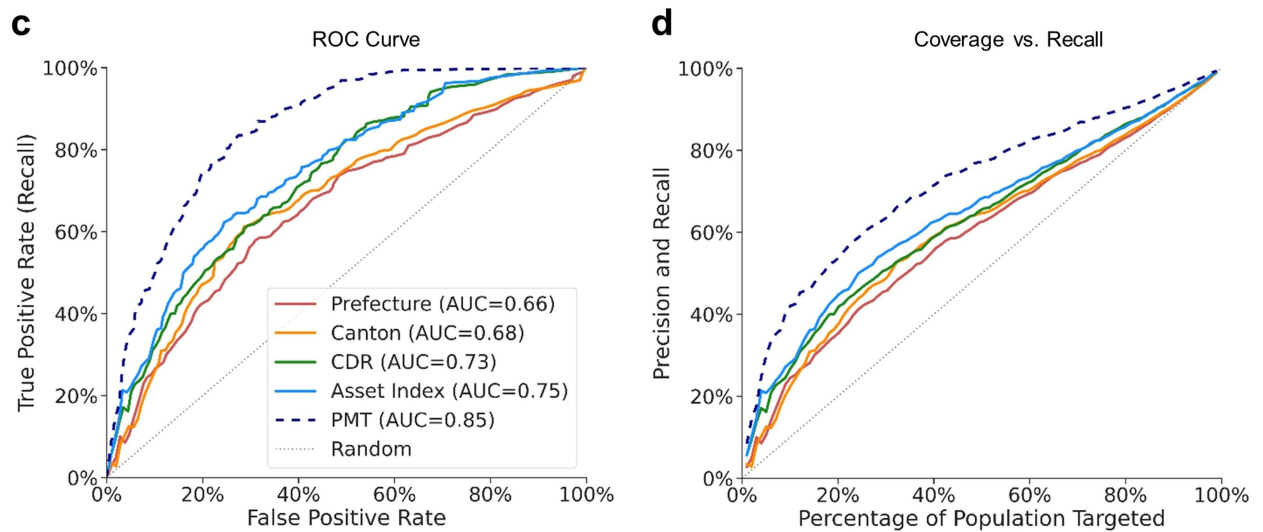 c
ROC Curve
100%
80%
60%
40%
20%
0%
True Positive Rate (Recall)
Prefecture (AUC=0.66)
Canton (AUC=0.68)
CDR (AUC=0.73)
Asset Index (AUC=0.75)
PMT (AUC=0.85)
Random
0% 20% 40% 60% 80% 100%
False Positive Rate
d
Coverage vs. Recall
100%
80%
60%
40%
20%
0%
Precision and Recall
0% 20% 40% 60% 80% 100%
Percentage of Population Targeted